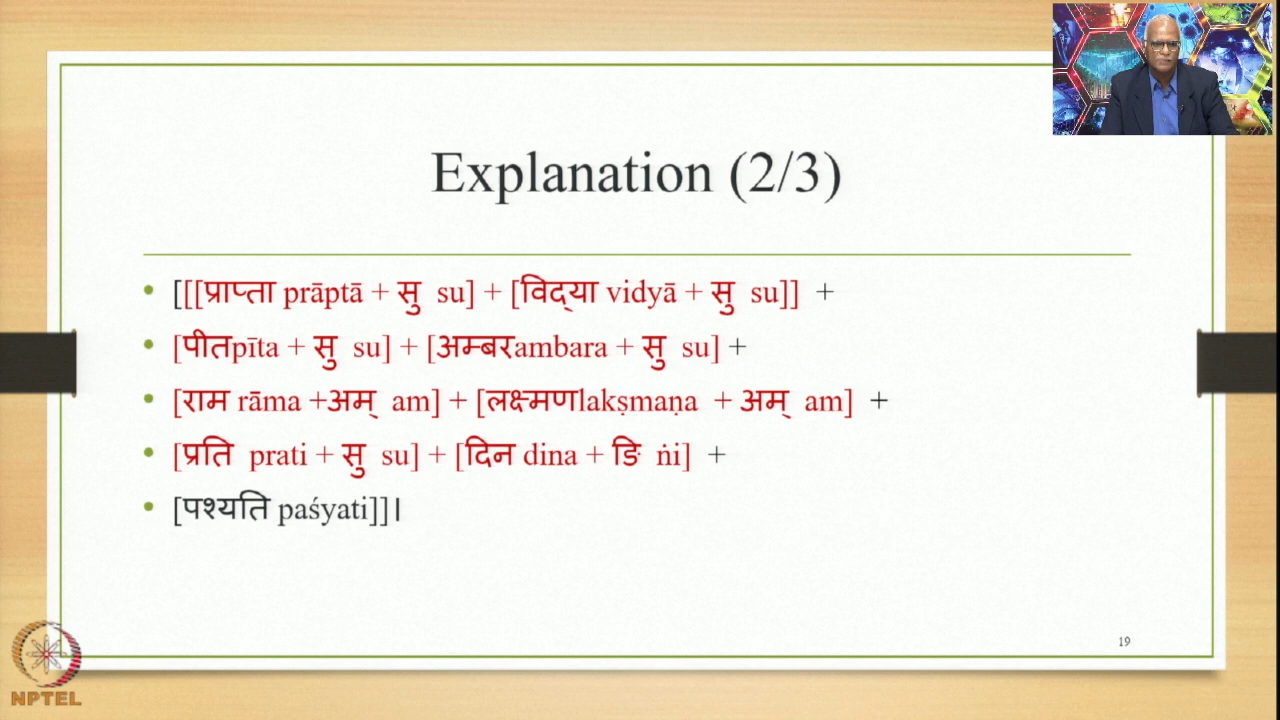 Explanation (2/3)
• [[[प्राप्ता prāptā + सु su] + [विद्‌या vidyā + सु su]] +
• [पीतpīta + सु su] + [अम्बरambara + सु su] +
• [राम rāma +अम् am] + [लक्ष्मणlakṣmaṇa + अम् am] +
• [प्रति prati + सु su] + [दिन dina + ङि ṅi] +
• [पश्यति paśyati]]।
19
NPTEL